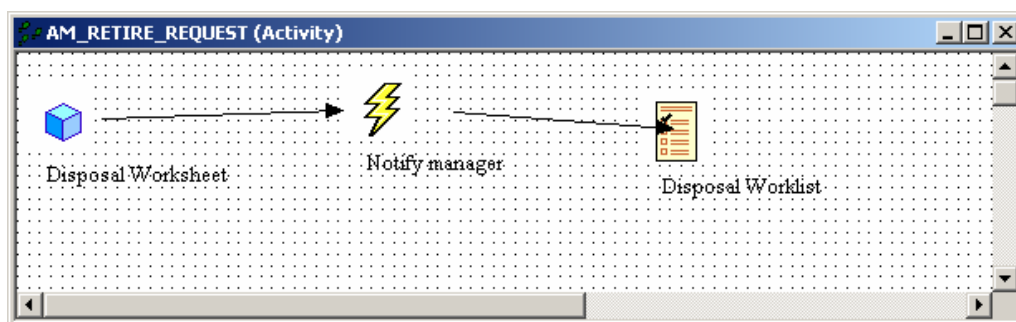 AM_RETIRE_REQUEST (Activity)
Disposal Worksheet
Notify manager
Disposal Worklist